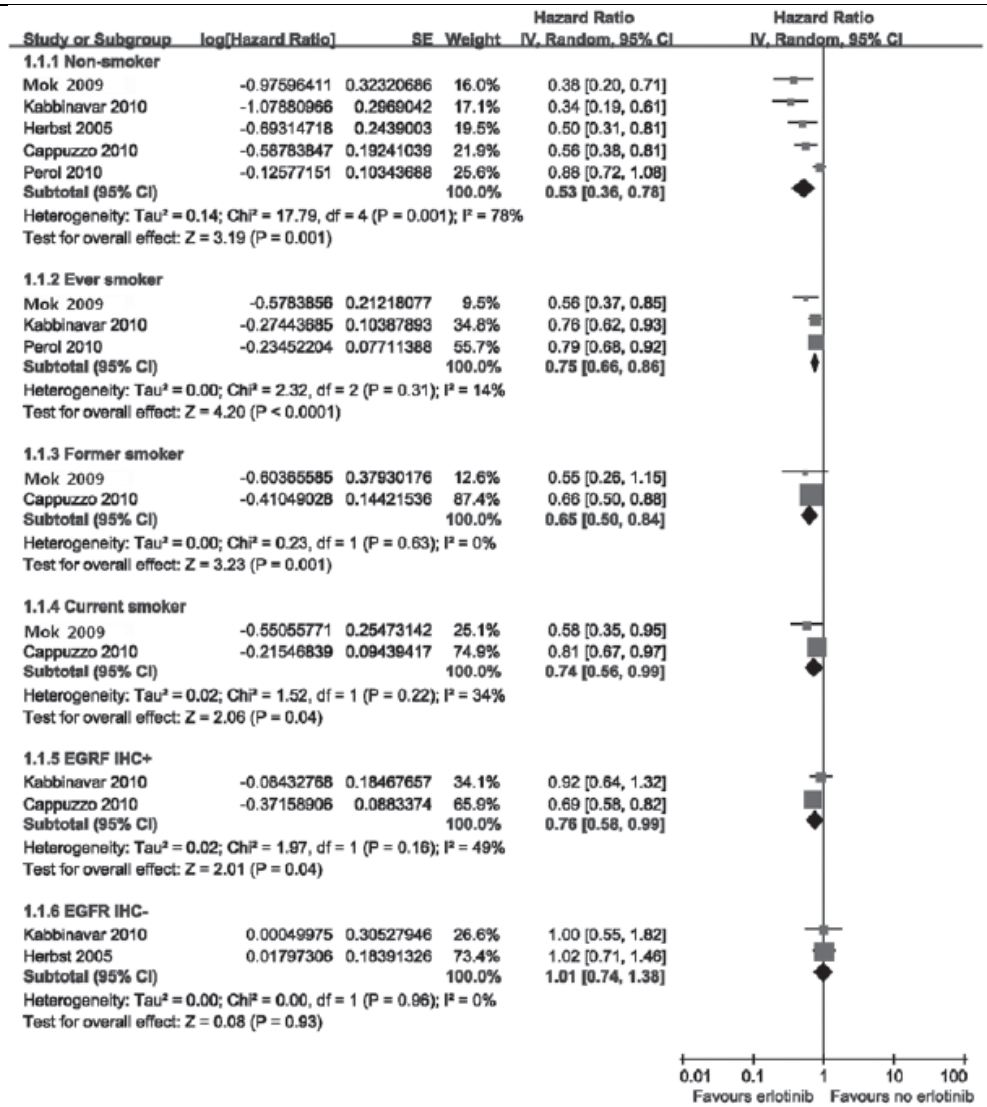 Hazard Ratio Hazard Ratio
Study or Subgroup log[Hazard Ratio] SE Weight IV, Random, 95% CI IV, Random, 95% CI
1.1.1 Non-smoker
Mok 2009 -0.97596411 0.32320686 16.0% 0.38 [0.20, 0.71]
Kabbinavar 2010 -1.07880966 0.2969042 17.1% 0.34 [0.19, 0.61]
Herbst 2005 -0.69314718 0.2439003 19.5% 0.50 [0.31, 0.81]
Cappuzzo 2010 -0.58783847 0.19241039 21.9% 0.56 [0.38, 0.81]
Perol 2010 -0.12577151 0.10343688 25.6% 0.88 [0.72, 1.08]
Subtotal (95% CI) 100.0% 0.53 [0.36, 0.78]
Heterogeneity: Tau² = 0.14; Chi² = 17.79, df = 4 (P = 0.001); I² = 78%
Test for overall effect: Z = 3.19 (P = 0.001)
1.1.2 Ever smoker
Mok 2009 -0.5783856 0.21218077 9.5% 0.56 [0.37, 0.85]
Kabbinavar 2010 -0.27443685 0.10387893 34.8% 0.76 [0.62, 0.93]
Perol 2010 -0.23452204 0.07711388 55.7% 0.79 [0.68, 0.92]
Subtotal (95% CI) 100.0% 0.75 [0.66, 0.86]
Heterogeneity: Tau² = 0.00; Chi² = 2.32, df = 2 (P = 0.31); I² = 14%
Test for overall effect: Z = 4.20 (P < 0.0001)
1.1.3 Former smoker
Mok 2009 -0.60365585 0.37930176 12.6% 0.55 [0.26, 1.15]
Cappuzzo 2010 -0.41049028 0.14421536 87.4% 0.66 [0.50, 0.88]
Subtotal (95% CI) 100.0% 0.65 [0.50, 0.84]
Heterogeneity: Tau² = 0.00; Chi² = 0.23, df = 1 (P = 0.63); I² = 0%
Test for overall effect: Z = 3.23 (P = 0.001)
1.1.4 Current smoker
Mok 2009 -0.55055771 0.25473142 25.1% 0.58 [0.35, 0.95]
Cappuzzo 2010 -0.21546839 0.09439417 74.9% 0.81 [0.67, 0.97]
Subtotal (95% CI) 100.0% 0.74 [0.56, 0.99]
Heterogeneity: Tau² = 0.02; Chi² = 1.52, df = 1 (P = 0.22); I² = 34%
Test for overall effect: Z = 2.06 (P = 0.04)
1.1.5 EGRF IHC+
Kabbinavar 2010 -0.08432768 0.18467657 34.1% 0.92 [0.64, 1.32]
Cappuzzo 2010 -0.37158906 0.0883374 65.9% 0.69 [0.58, 0.82]
Subtotal (95% CI) 100.0% 0.76 [0.58, 0.99]
Heterogeneity: Tau² = 0.02; Chi² = 1.97, df = 1 (P = 0.16); I² = 49%
Test for overall effect: Z = 2.01 (P = 0.04)
1.1.6 EGFR IHC-
Kabbinavar 2010 0.00049975 0.30527946 26.6% 1.00 [0.55, 1.82]
Herbst 2005 0.01797306 0.18391326 73.4% 1.02 [0.71, 1.46]
Subtotal (95% CI) 100.0% 1.01 [0.74, 1.38]
Heterogeneity: Tau² = 0.00; Chi² = 0.00, df = 1 (P = 0.96); I² = 0%
Test for overall effect: Z = 0.08 (P = 0.93)
0.01 0.1 1 10 100
Favours erlotinib Favours no erlotinib